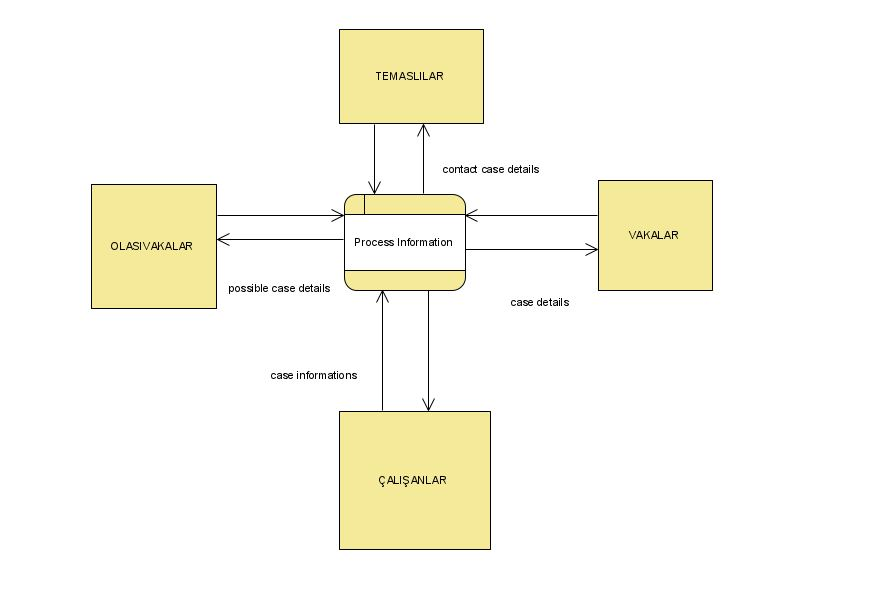 TEMASLILAR
contact case details
OLASIVAKALAR
Process Information
VAKALAR
possible case details
case details
case informations
ÇALIŞANLAR